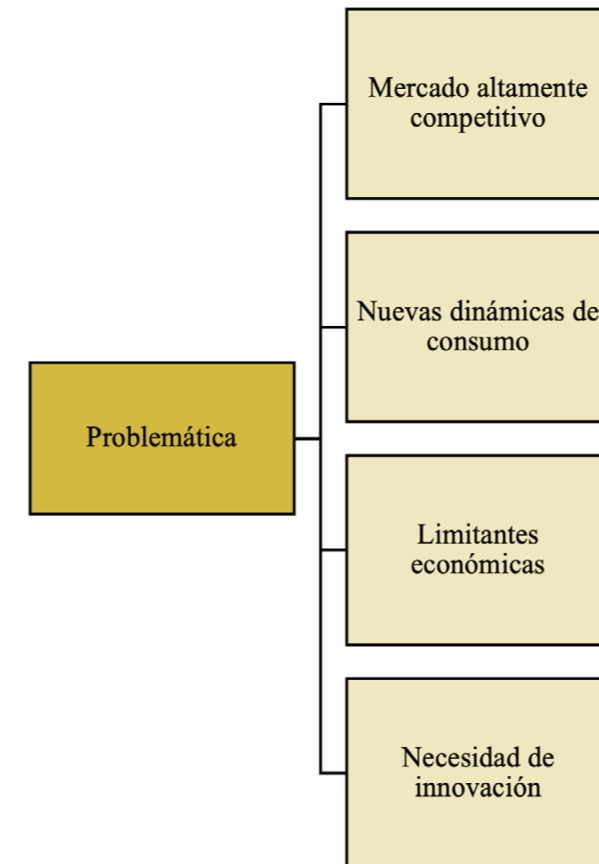 Mercado altamente
competitivo
Nuevas dinámicas de
consumo
Problemática
Limitantes
económicas
Necesidad de
innovación